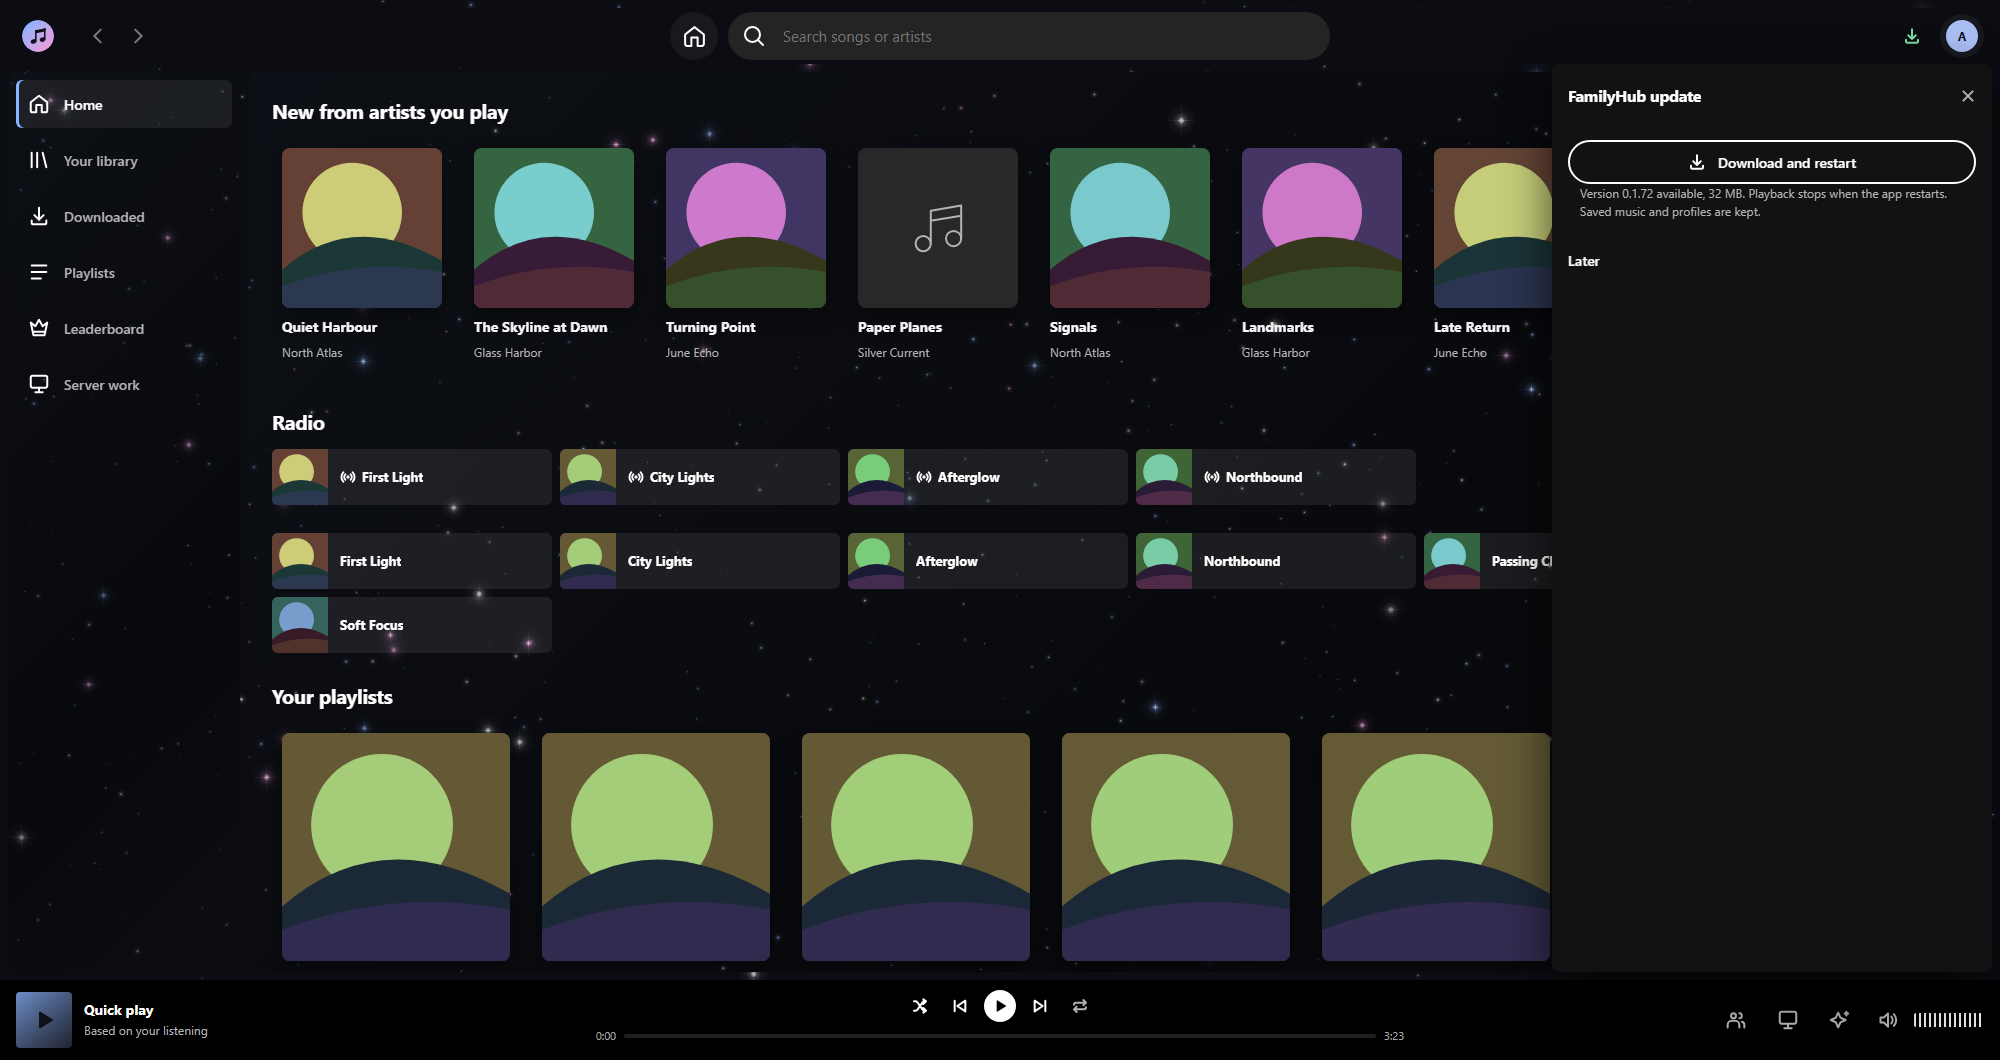 Search songs or artists
A
Home
Your library
Downloaded
Playlists
Leaderboard
Server work
New from artists you play
Quiet Harbour
North Atlas
The Skyline at Dawn
Glass Harbor
Turning Point
June Echo
Paper Planes
Silver Current
Signals
North Atlas
Landmarks
Glass Harbor
Late Return
June Echo
Radio
First Light
City Lights
Afterglow
Northbound
First Light
City Lights
Afterglow
Northbound
Passing
Soft Focus
Your playlists
FamilyHub update
Download and restart
Version 0.1.72 available, 32 MB. Playback stops when the app restarts.
Saved music and profiles are kept.
Later
Quick play
Based on your listening
0:00
3:23